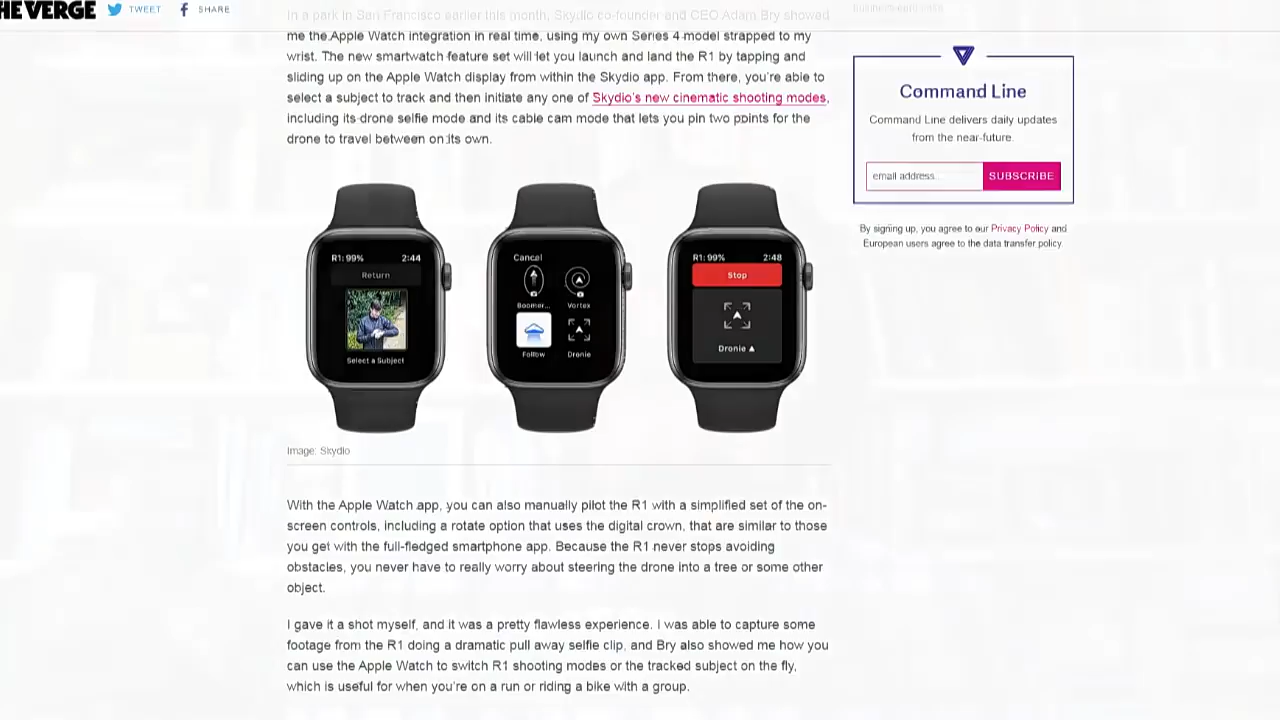 HE VERGE
TWEET
SHARE
In a park in San Francisco earlier this month, Skydio co-founder and CEO Adam Bry showed
me the Apple Watch integration in real time, using my own Series 4 model strapped to my
wrist. The new smartwatch feature set will let you launch and land the R1 by tapping and
sliding up on the Apple Watch display from within the Skydio app. From there, you're able to
select a subject to track and then initiate any one of Skydio's new cinematic shooting modes,
including its drone selfie mode and its cable cam mode that lets you pin two points for the
drone to travel between on its own.
R1: 99% 2:44
Return
Select a Subject
Cancel
Boomer... Vortex
Follow Dronie
R1: 99% 2:48
Stop
Dronie ▲
Image: Skydio
With the Apple Watch app, you can also manually pilot the R1 with a simplified set of the on-
screen controls, including a rotate option that uses the digital crown, that are similar to those
you get with the full-fledged smartphone app. Because the R1 never stops avoiding
obstacles, you never have to really worry about steering the drone into a tree or some other
object.
I gave it a shot myself, and it was a pretty flawless experience. I was able to capture some
footage from the R1 doing a dramatic pull away selfie clip, and Bry also showed me how you
can use the Apple Watch to switch R1 shooting modes or the tracked subject on the fly,
which is useful for when you're on a run or riding a bike with a group.
Command Line
Command Line delivers daily updates
from the near-future.
email address...
SUBSCRIBE
By signing up, you agree to our Privacy Policy and
European users agree to the data transfer policy.